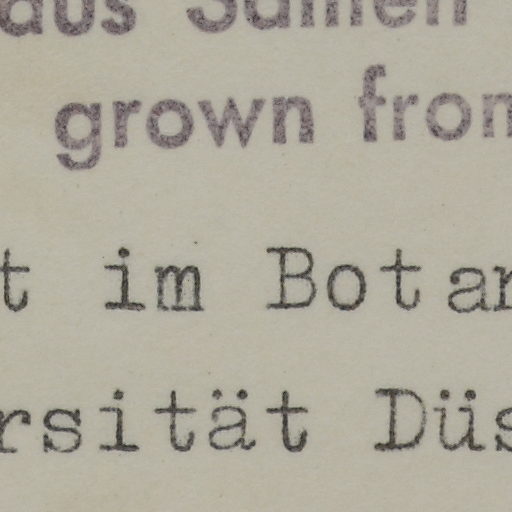 aus Samen
grown from
t im Botan
rsität Düs